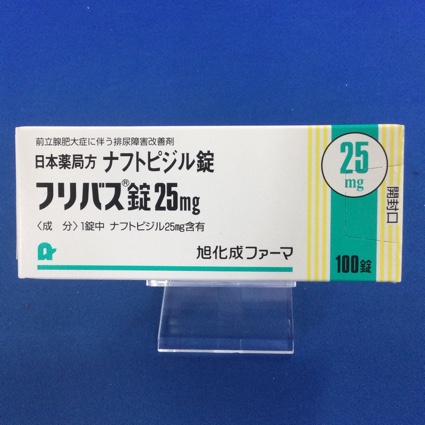 前立腺肥大症に伴う排尿障害改善剤
日本薬局方 ナフトピジル錠
フリバス®錠25mg
〈成 分〉1錠中 ナフトピジル25mg含有
旭化成ファーマ
25
mg
開封口
100錠